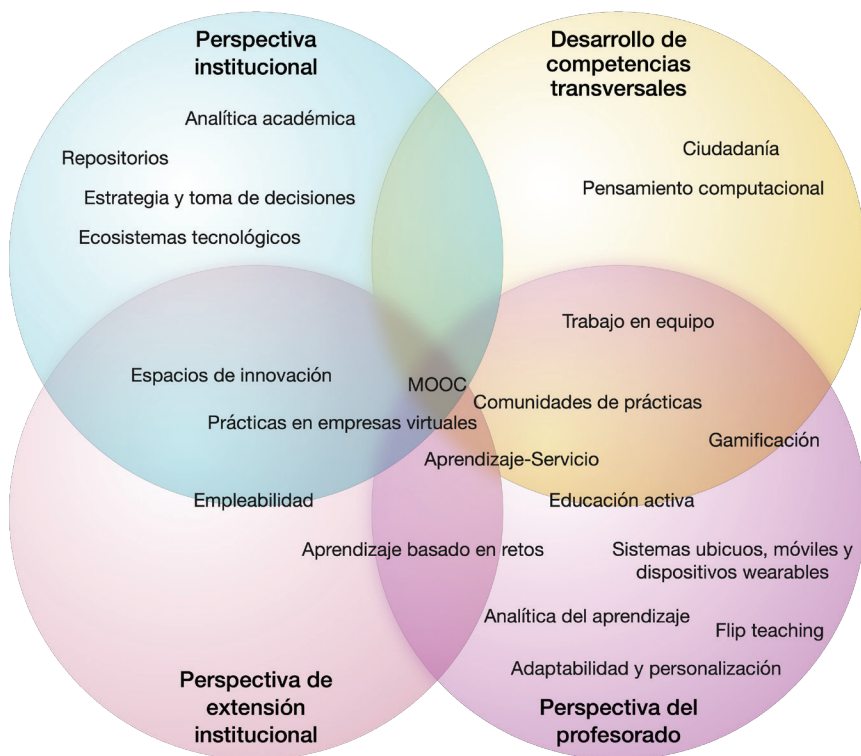 Perspectiva
institucional
Desarrollo de
competencias
transversales
Analítica académica
Ciudadanía
Repositorios
Pensamiento computacional
Estrategia y toma de decisiones
Ecosistemas tecnológicos
Trabajo en equipo
Espacios de innovación
MOOC
Comunidades de prácticas
Prácticas en empresas virtuales
Gamificación
Aprendizaje-Servicio
Empleabilidad
Educación activa
Aprendizaje basado en retos
Sistemas ubicuos, móviles y
dispositivos wearables
Analítica del aprendizaje
Flip teaching
Adaptabilidad y personalización
Perspectiva de
extensión
institucional
Perspectiva del
profesorado